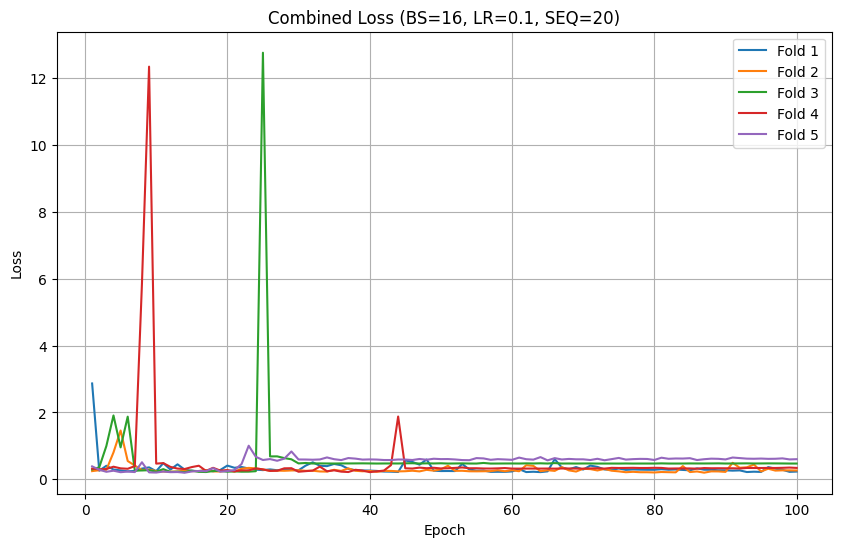 Combined Loss (BS=16, LR=0.1, SEQ=20)
Fold 1
Fold 2
Fold 3
Fold 4
Fold 5
Loss
12
10
8
6
4
2
0
0 20 40 60 80 100
Epoch